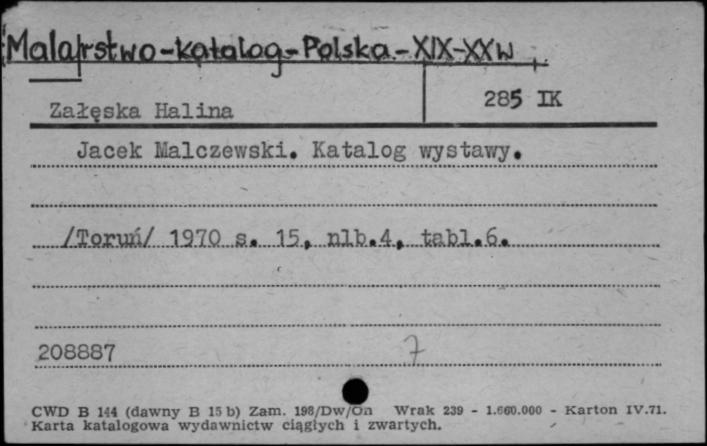 Malarstwo-katalog-Polska-XIX-XXw.
Załęska Halina 285 IK
Jacek Malczewski. Katalog wystawy.
/Toruń/ 1970 s. 15, nlb.4, tabl.6.
208887 7
CWD B 144 (dawny B 15 b) Zam. 198/Dw/On Wrak 239 - 1.660.000 - Karton IV.71.
Karta katalogowa wydawnictw ciągłych i zwartych.